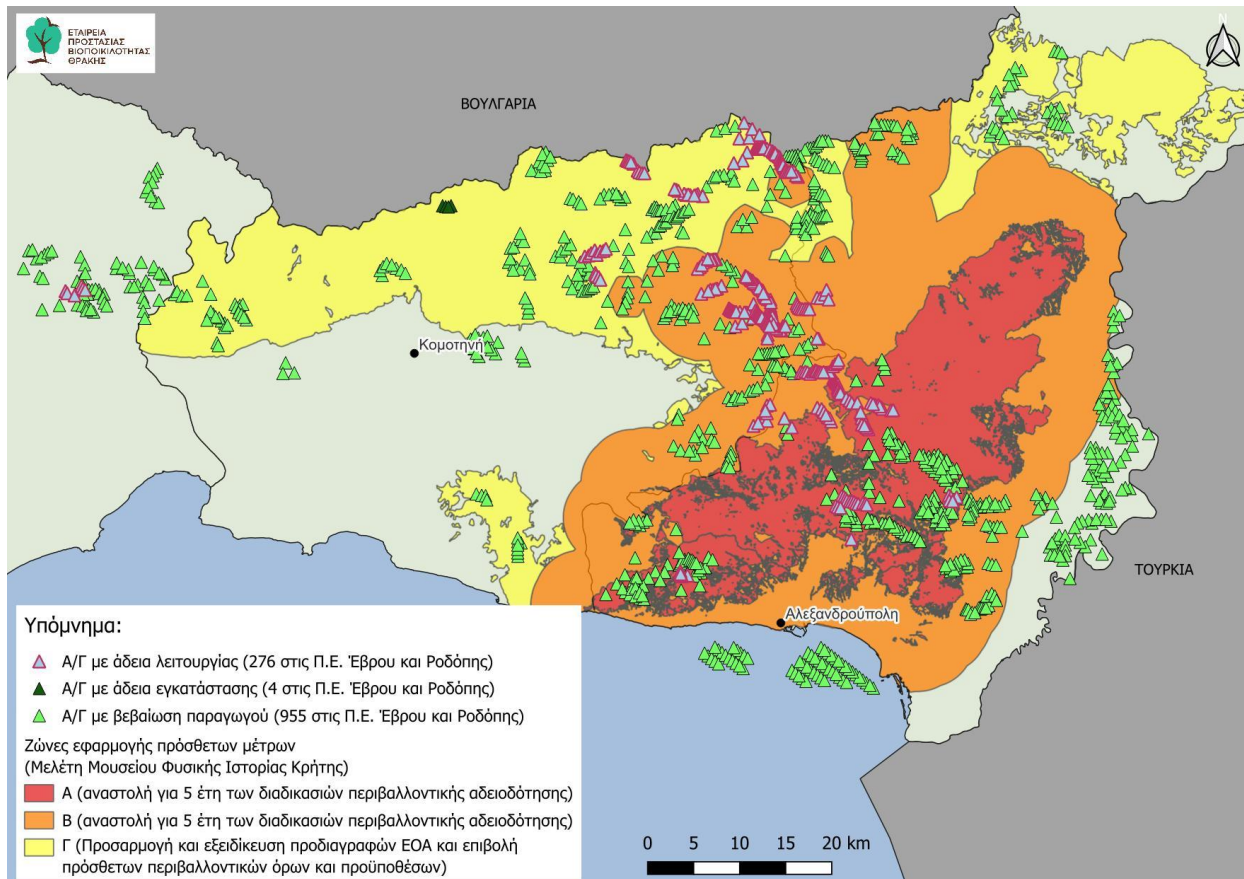 ΕΤΑΙΡΕΙΑ
ΠΡΟΣΤΑΣΙΑΣ
ΒΙΟΠΟΙΚΙΛΟΤΗΤΑΣ
ΘΡΑΚΗΣ
N
ΒΟΥΛΓΑΡΙΑ
Κομοτηνή
ΤΟΥΡΚΙΑ
Αλεξανδρούπολη
Υπόμνημα:
Α/Γ με άδεια λειτουργίας (276 στις Π.Ε. Έβρου και Ροδόπης)
Α/Γ με άδεια εγκατάστασης (4 στις Π.Ε. Έβρου και Ροδόπης)
Α/Γ με βεβαίωση παραγωγού (955 στις Π.Ε. Έβρου και Ροδόπης)
Ζώνες εφαρμογής πρόσθετων μέτρων
(Μελέτη Μουσείου Φυσικής Ιστορίας Κρήτης)
Α (αναστολή για 5 έτη των διαδικασιών περιβαλλοντικής αδειοδότησης)
Β (αναστολή για 5 έτη των διαδικασιών περιβαλλοντικής αδειοδότησης)
Γ (Προσαρμογή και εξειδίκευση προδιαγραφών ΕΟΑ και επιβολή
πρόσθετων περιβαλλοντικών όρων και προϋποθέσεων)
0 5 10 15 20 km